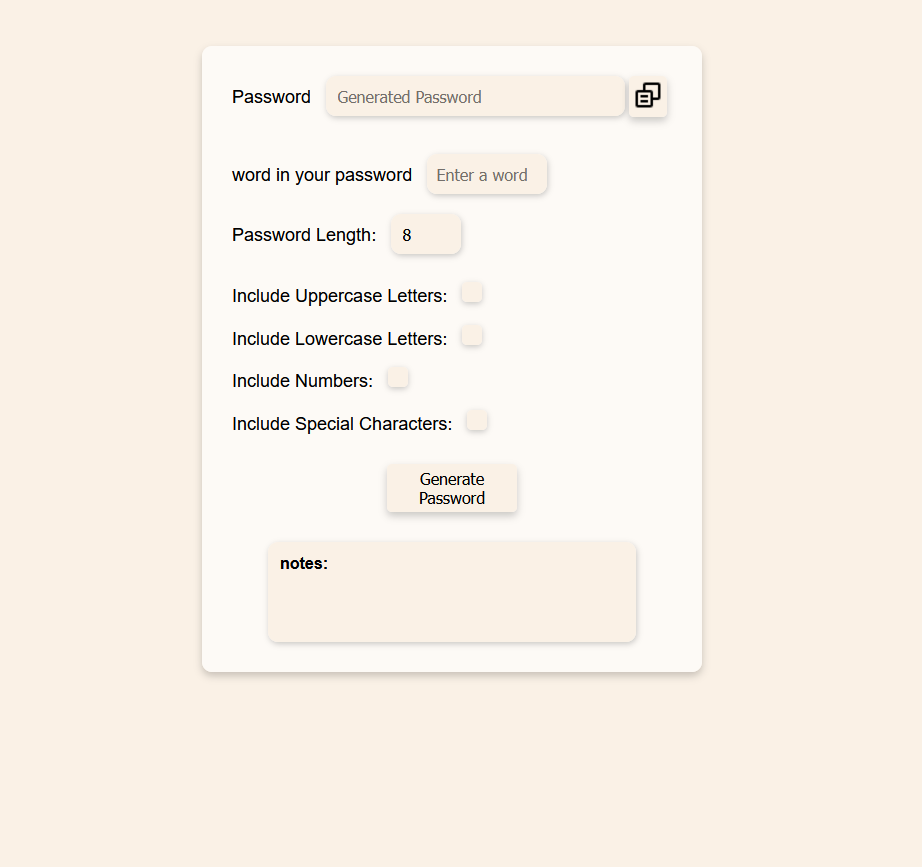 Password Generated Password
word in your password Enter a word
Password Length: 8
Include Uppercase Letters:
Include Lowercase Letters:
Include Numbers:
Include Special Characters:
Generate
Password
notes: